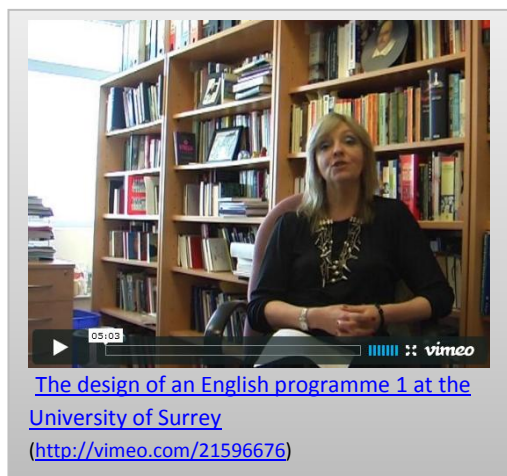 05:03
vimeo
The design of an English programme 1 at the
University of Surrey
(http://vimeo.com/21596676)